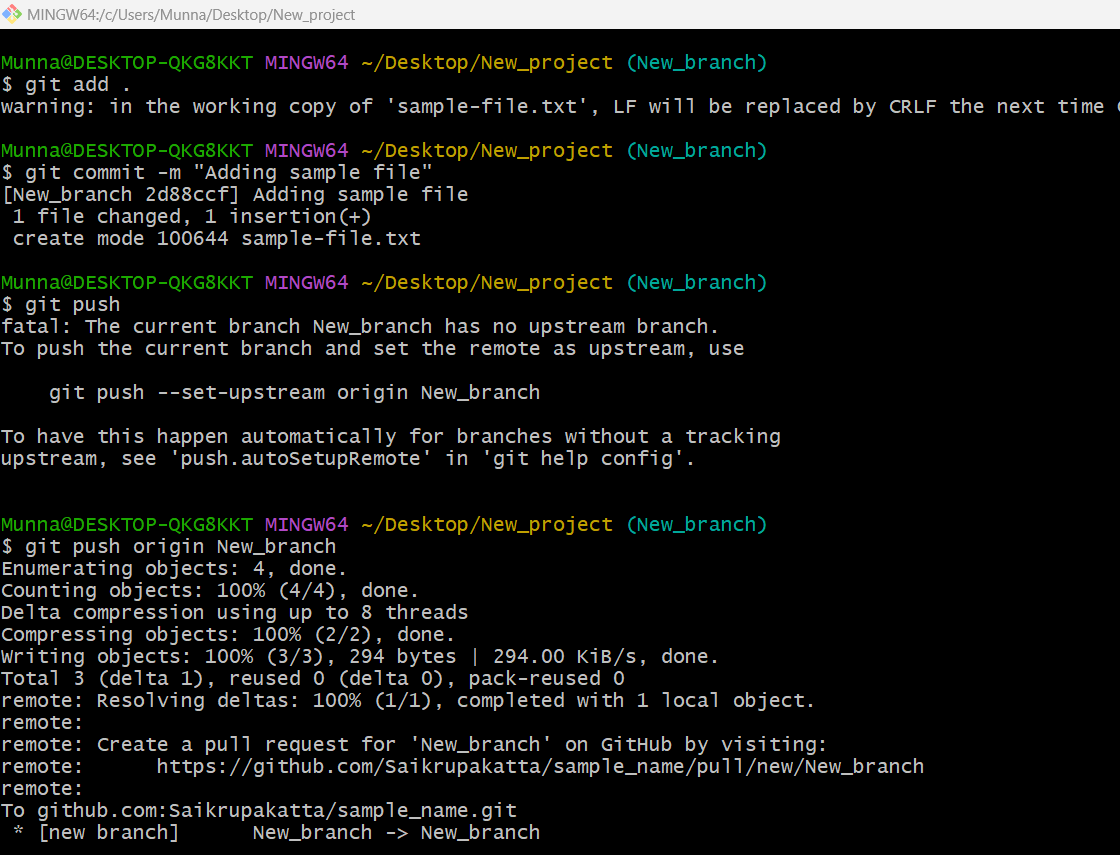 MINGW64:/c/Users/Munna/Desktop/New_project
Munna@DESKTOP-QKG8KKT MINGW64 ~/Desktop/New_project (New_branch)
$ git add .
warning: in the working copy of 'sample-file.txt', LF will be replaced by CRLF the next time
Munna@DESKTOP-QKG8KKT MINGW64 ~/Desktop/New_project (New_branch)
$ git commit -m "Adding sample file"
[New_branch 2d88ccf] Adding sample file
 1 file changed, 1 insertion(+)
 create mode 100644 sample-file.txt
Munna@DESKTOP-QKG8KKT MINGW64 ~/Desktop/New_project (New_branch)
$ git push
fatal: The current branch New_branch has no upstream branch.
To push the current branch and set the remote as upstream, use
    git push --set-upstream origin New_branch
To have this happen automatically for branches without a tracking
upstream, see 'push.autoSetupRemote' in 'git help config'.
Munna@DESKTOP-QKG8KKT MINGW64 ~/Desktop/New_project (New_branch)
$ git push origin New_branch
Enumerating objects: 4, done.
Counting objects: 100% (4/4), done.
Delta compression using up to 8 threads
Compressing objects: 100% (2/2), done.
Writing objects: 100% (3/3), 294 bytes | 294.00 KiB/s, done.
Total 3 (delta 1), reused 0 (delta 0), pack-reused 0
remote: Resolving deltas: 100% (1/1), completed with 1 local object.
remote:
remote: Create a pull request for 'New_branch' on GitHub by visiting:
remote:      https://github.com/Saikrupakatta/sample_name/pull/new/New_branch
remote:
To github.com:Saikrupakatta/sample_name.git
 * [new branch]      New_branch -> New_branch